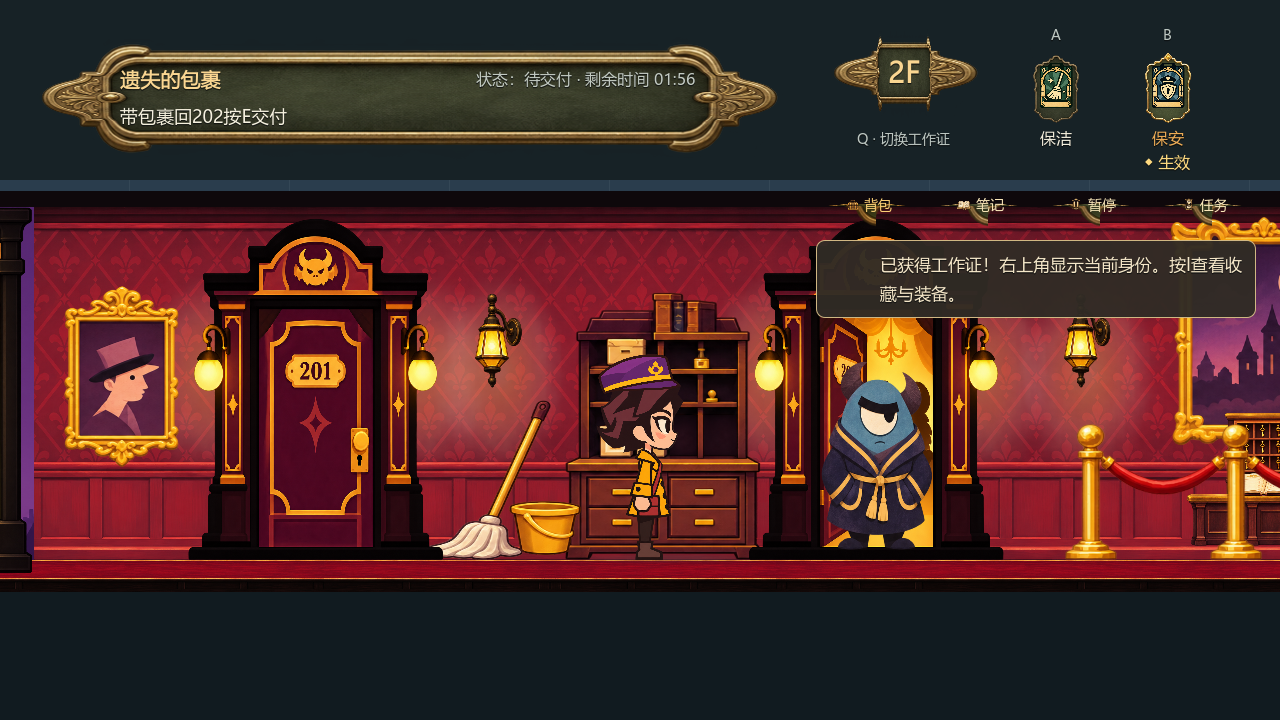 遗失的包裹
状态：待交付 · 剩余时间 01:56
带包裹回202按E交付
2F
Q · 切换工作证
A
保洁
B
保安
生效
背包
笔记
暂停
任务
已获得工作证！右上角显示当前身份。按I查看收
藏与装备。
201